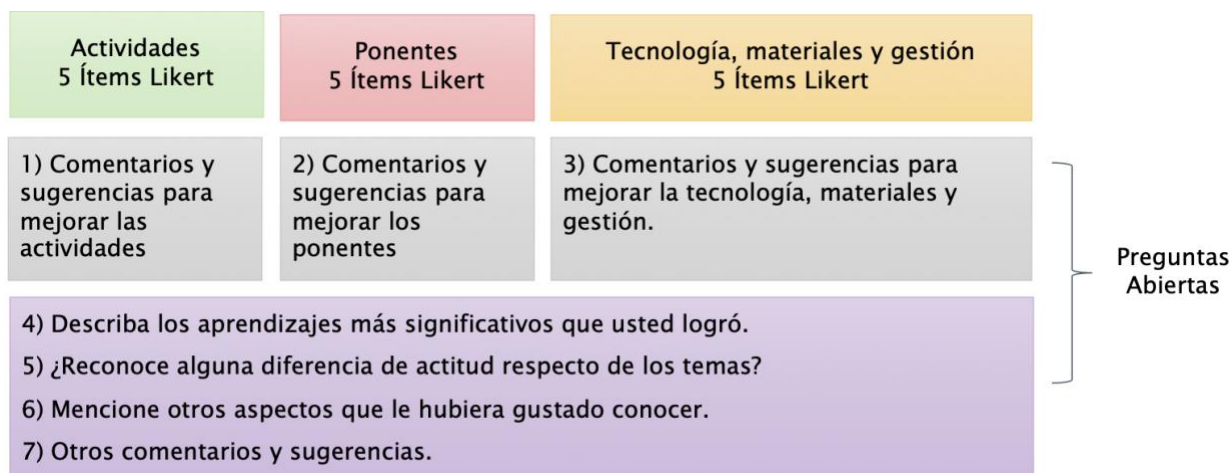 Actividades
5 Ítems Likert
Ponentes
5 Ítems Likert
Tecnología, materiales y gestión
5 Ítems Likert
1) Comentarios y
sugerencias para
mejorar las
actividades
2) Comentarios y
sugerencias para
mejorar los
ponentes
3) Comentarios y sugerencias para
mejorar la tecnología, materiales y
gestión.
Preguntas
Abiertas
4) Describa los aprendizajes más significativos que usted logró.
5) ¿Reconoce alguna diferencia de actitud respecto de los temas?
6) Mencione otros aspectos que le hubiera gustado conocer.
7) Otros comentarios y sugerencias.